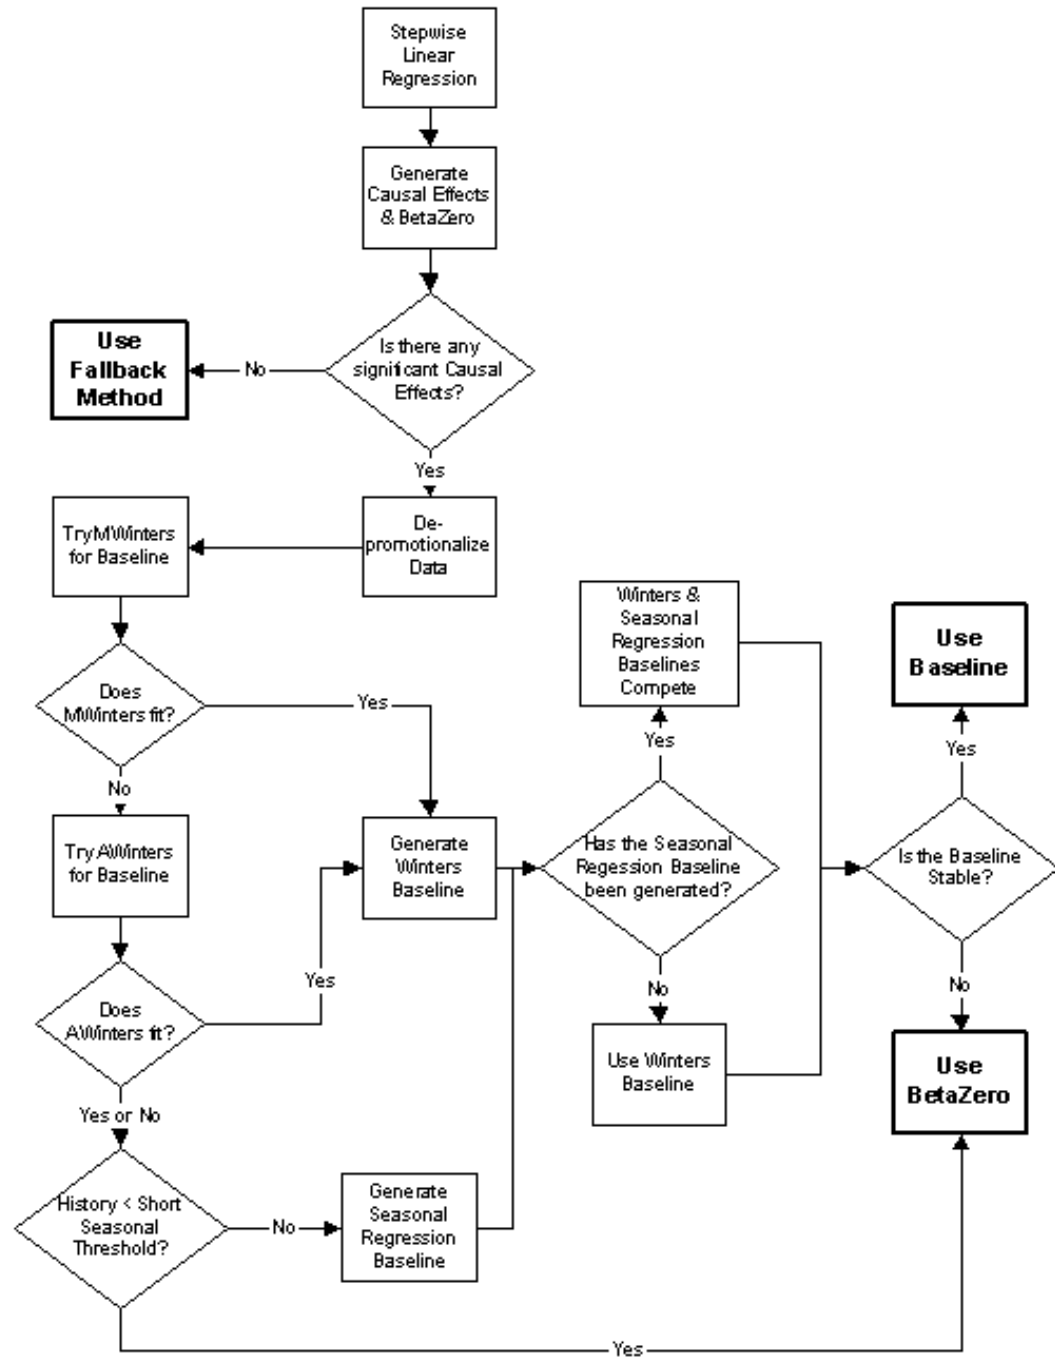 Stepwise
Linear
Regression
Generate
Causal Effects
& BetaZero
Is there any
significant Causal
Effects?
No
Use
Fallback
Method
Yes
De-
promotionalize
Data
Try MWinters
for Baseline
Does
MWinters fit?
Yes
No
Try AWinters
for Baseline
Does
AWinters fit?
Yes
Yes or No
History < Short
Seasonal
Threshold?
No
Generate
Seasonal
Regression
Baseline
Yes
Generate
Winters
Baseline
Has the Seasonal
Regession Baseline
been generated?
Yes
Winters &
Seasonal
Regression
Baselines
Compete
No
Use Winters
Baseline
Is the Baseline
Stable?
Yes
Use
Baseline
No
Use
BetaZero